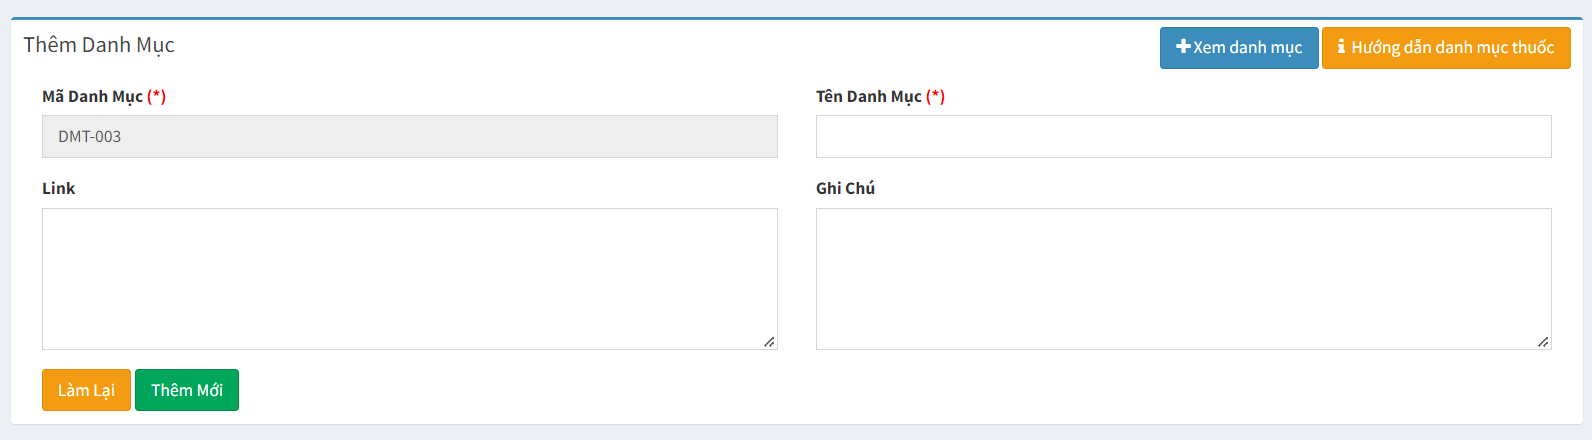 Thêm Danh Mục
Xem danh mục
Hướng dẫn danh mục thuốc
Mã Danh Mục (*)
Tên Danh Mục (*)
DMT-003
Link
Ghi Chú
Làm Lại
Thêm Mới